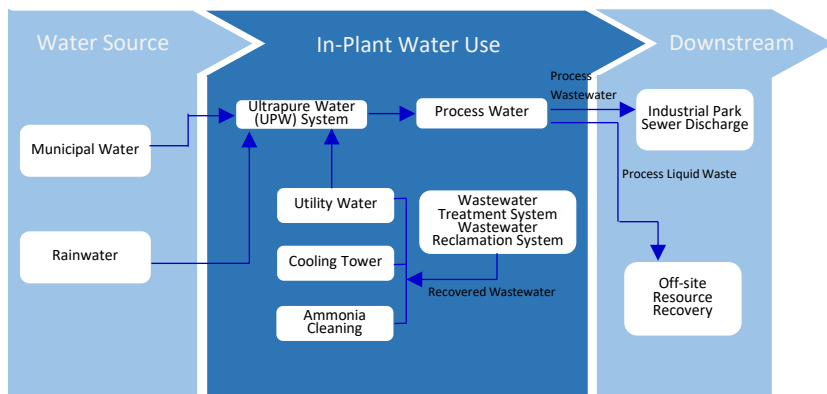 Water Source
In-Plant Water Use
Downstream
Municipal Water
Rainwater
Ultrapure Water
(UPW) System
Process Water
Utility Water
Cooling Tower
Ammonia
Cleaning
Wastewater
Treatment System
Wastewater
Reclamation System
Recovered Wastewater
Process
Wastewater
Industrial Park
Sewer Discharge
Process Liquid Waste
Off-site
Resource
Recovery